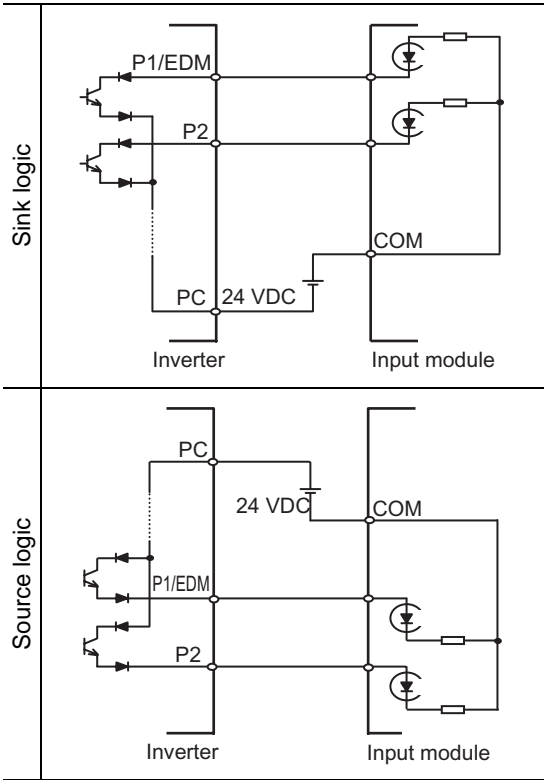 Sink logic
P1/EDM
P2
COM
PC 24 VDC
Inverter Input module
Source logic
PC
24 VDC
COM
P1/EDM
P2
Inverter Input module